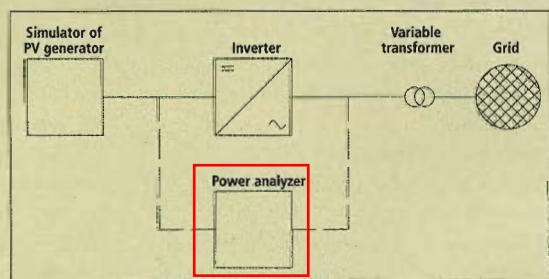 Simulator of
PV generator
Inverter
Variable
transformer
Grid
Power analyzer